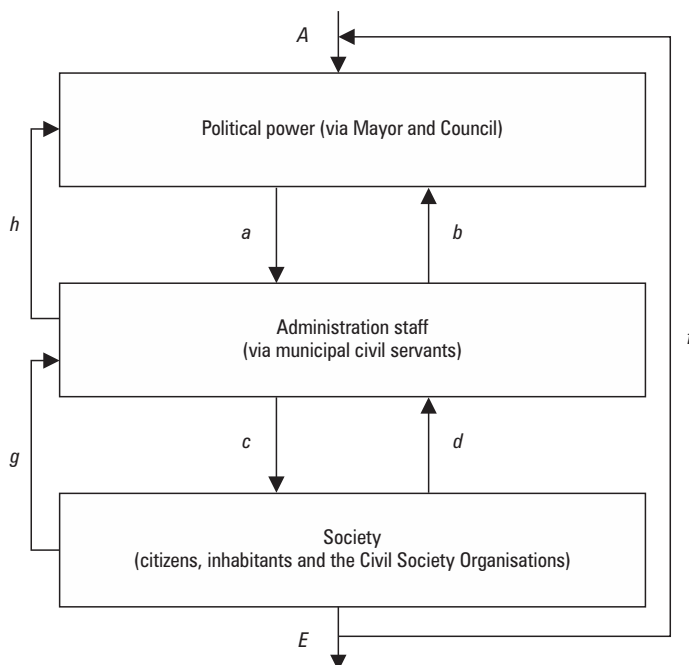 A
Political power (via Mayor and Council)
h
a
b
Administration staff
(via municipal civil servants)
g
c
d
Society
(citizens, inhabitants and the Civil Society Organisations)
E